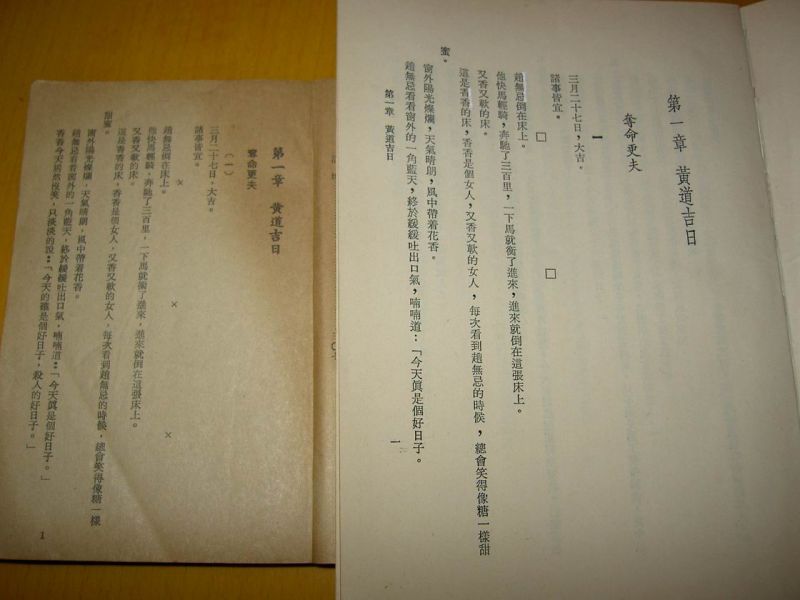 第一章 黃道吉日
奪命更夫
一
三月二十七日，大吉。
諸事皆宜。
□ □
趙無忌倒在床上。
他快馬輕騎，奔馳了三百里，一下馬就衝了進來，進來就倒在這張床上。
又香又軟的床。
這是香香的床，香香是個女人，又香又軟的女人，每次看到趙無忌的時候，總會笑得像糖一樣甜
蜜。
窗外陽光燦爛，天氣晴朗，風中帶着花香。
趙無忌看看窗外的一角藍天，終於緩緩吐出口氣，喃喃道：「今天眞是個好日子。
第一章 黃道吉日
一
第一章 黃道吉日
奪命更夫
（一）
三月二十七日，大吉。
諸事皆宜。
× × ×
趙無忌倒在床上。
他快馬輕騎，奔馳了三百里，一下馬就衝了進來，進來就倒在這張床上。
又香又軟的床。
這是香香的床，香香是個女人，又香又軟的女人，每次看到趙無忌的時候，總會笑得像糖一樣
甜蜜。
窗外陽光燦爛，天氣晴朗，風中帶着花香。
趙無忌看看窗外的一角藍天，終於緩緩吐出口氣，喃喃道：「今天眞是個好日子。」
香香今天居然沒笑，只淡淡的說：「今天的確是個好日子，殺人的好日子。」
1